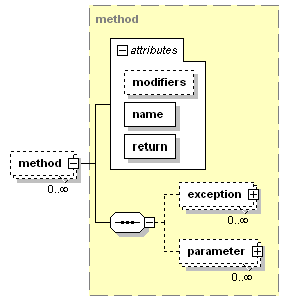 method
attributes
modifiers
name
return
method
0..∞
exception
0..∞
parameter
0..∞